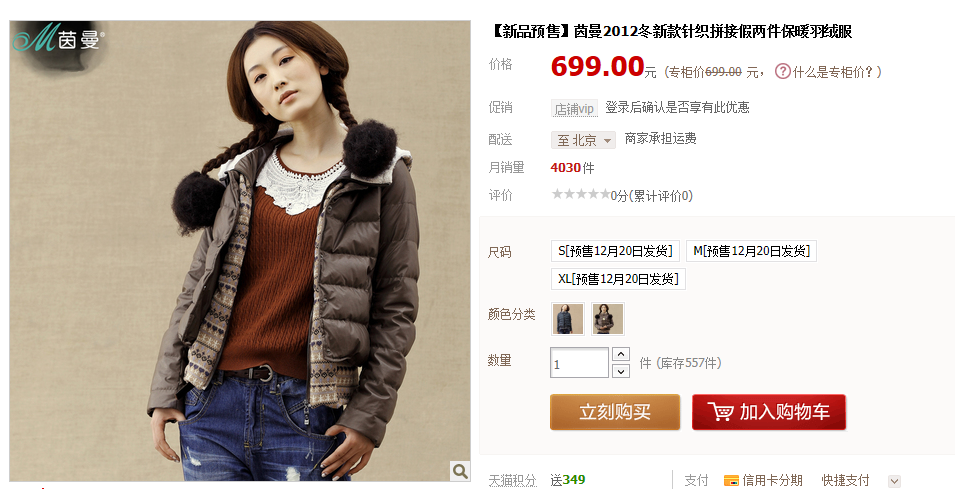 茵曼®
【新品预售】茵曼2012冬新款针织拼接假两件保暖羽绒服
价格 699.00元 (专柜价699.00 元, ?什么是专柜价? )
促销 店铺vip 登录后确认是否享有此优惠
配送 至 北京 商家承担运费
月销量 4030件
评价 0分(累计评价0)
尺码 S[预售12月20日发货] M[预售12月20日发货]
XL[预售12月20日发货]
颜色分类
数量 1 件 (库存557件)
立刻购买 加入购物车
天猫积分 送349 支付 信用卡分期 快捷支付